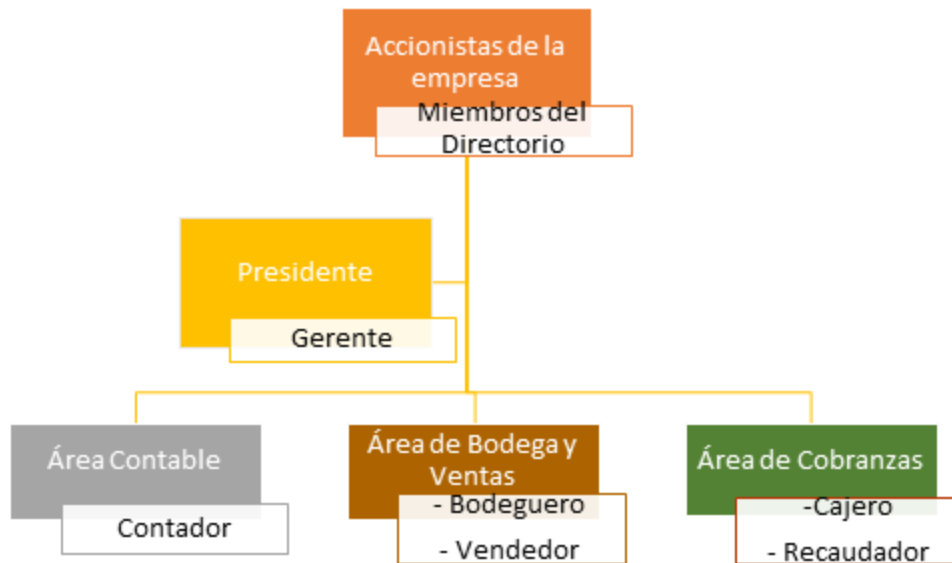 Accionistas de la
empresa
Miembros del
Directorio
Presidente
Gerente
Área Contable
Contador
Área de Bodega y
Ventas
- Bodeguero
- Vendedor
Área de Cobranzas
-Cajero
- Recaudador